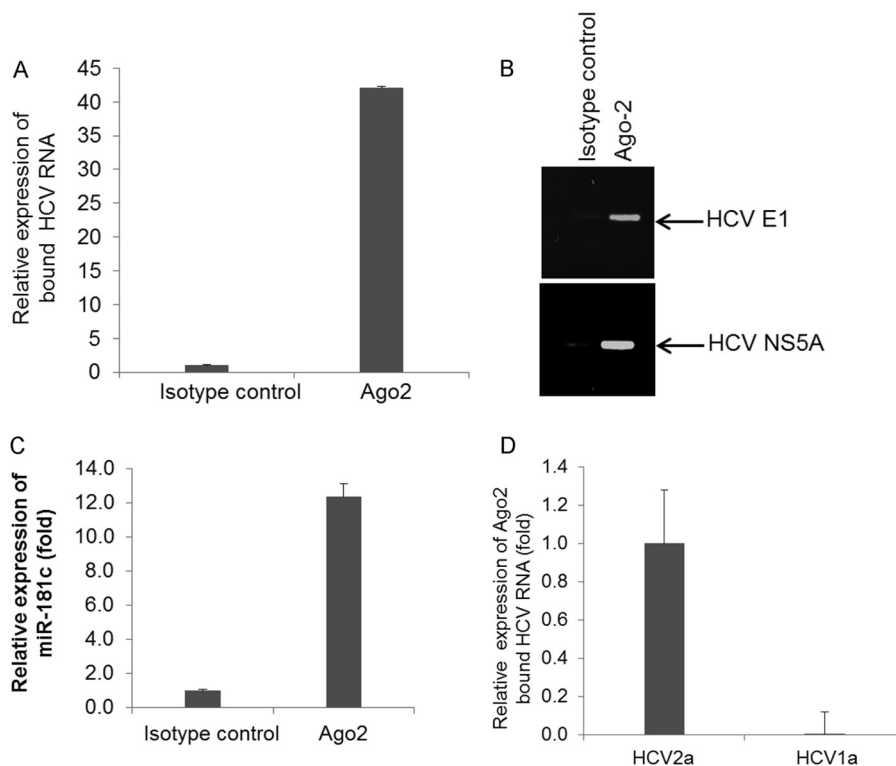 A
Relative expression of
bound HCV RNA
45
40
35
30
25
20
15
10
5
0
Isotype control
Ago2
B
Isotype control
Ago-2
HCV E1
HCV NS5A
C
Relative expression of
miR-181c (fold)
14.0
12.0
10.0
8.0
6.0
4.0
2.0
0.0
Isotype control
Ago2
D
Relative expression of Ago2
bound HCV RNA (fold)
1.4
1.2
1.0
0.8
0.6
0.4
0.2
0.0
HCV2a
HCV1a